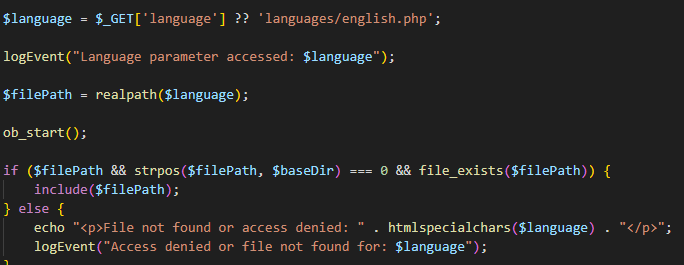 $language = $_GET['language'] ?? 'languages/english.php';
logEvent("Language parameter accessed: $language");
$filePath = realpath($language);
ob_start();
if ($filePath && strpos($filePath, $baseDir) === 0 && file_exists($filePath)) {
    include($filePath);
} else {
    echo "<p>File not found or access denied: " . htmlspecialchars($language) . "</p>";
    logEvent("Access denied or file not found for: $language");
}